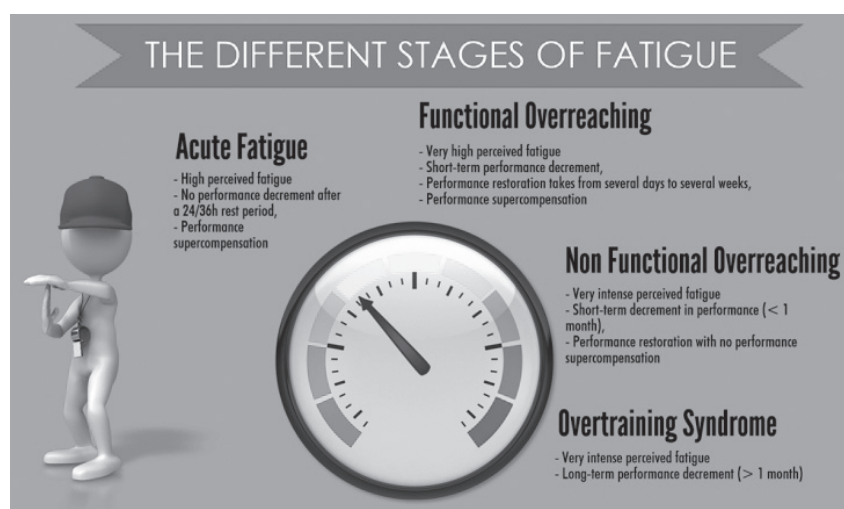 THE DIFFERENT STAGES OF FATIGUE
Acute Fatigue
- High perceived fatigue
- No performance decrement after
a 24/36h rest period,
- Performance
supercompensation
Functional Overreaching
- Very high perceived fatigue
- Short-term performance decrement,
- Performance restoration takes from several days to several weeks,
- Performance supercompensation
Non Functional Overreaching
- Very intense perceived fatigue
- Short-term decrement in performance (< 1
month),
- Performance restoration with no performance
supercompensation
Overtraining Syndrome
- Very intense perceived fatigue
- Long-term performance decrement (> 1 month)